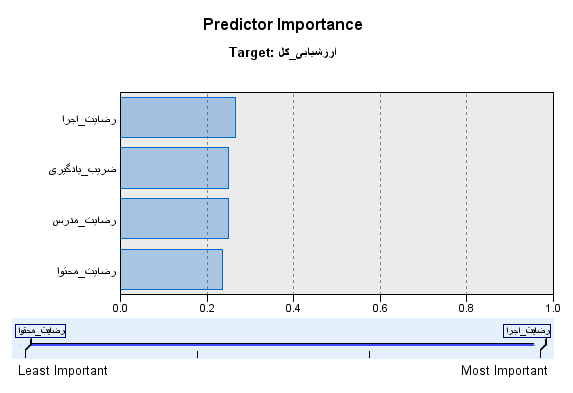 Predictor Importance
Target: ارزشیابی_کل
رضایت_اجرا
ضریب_یادگیری
رضایت_مدرس
رضایت_محتوا
0.0 0.2 0.4 0.6 0.8 1.0
رضایت_محتوا رضایت_اجرا
Least Important Most Important